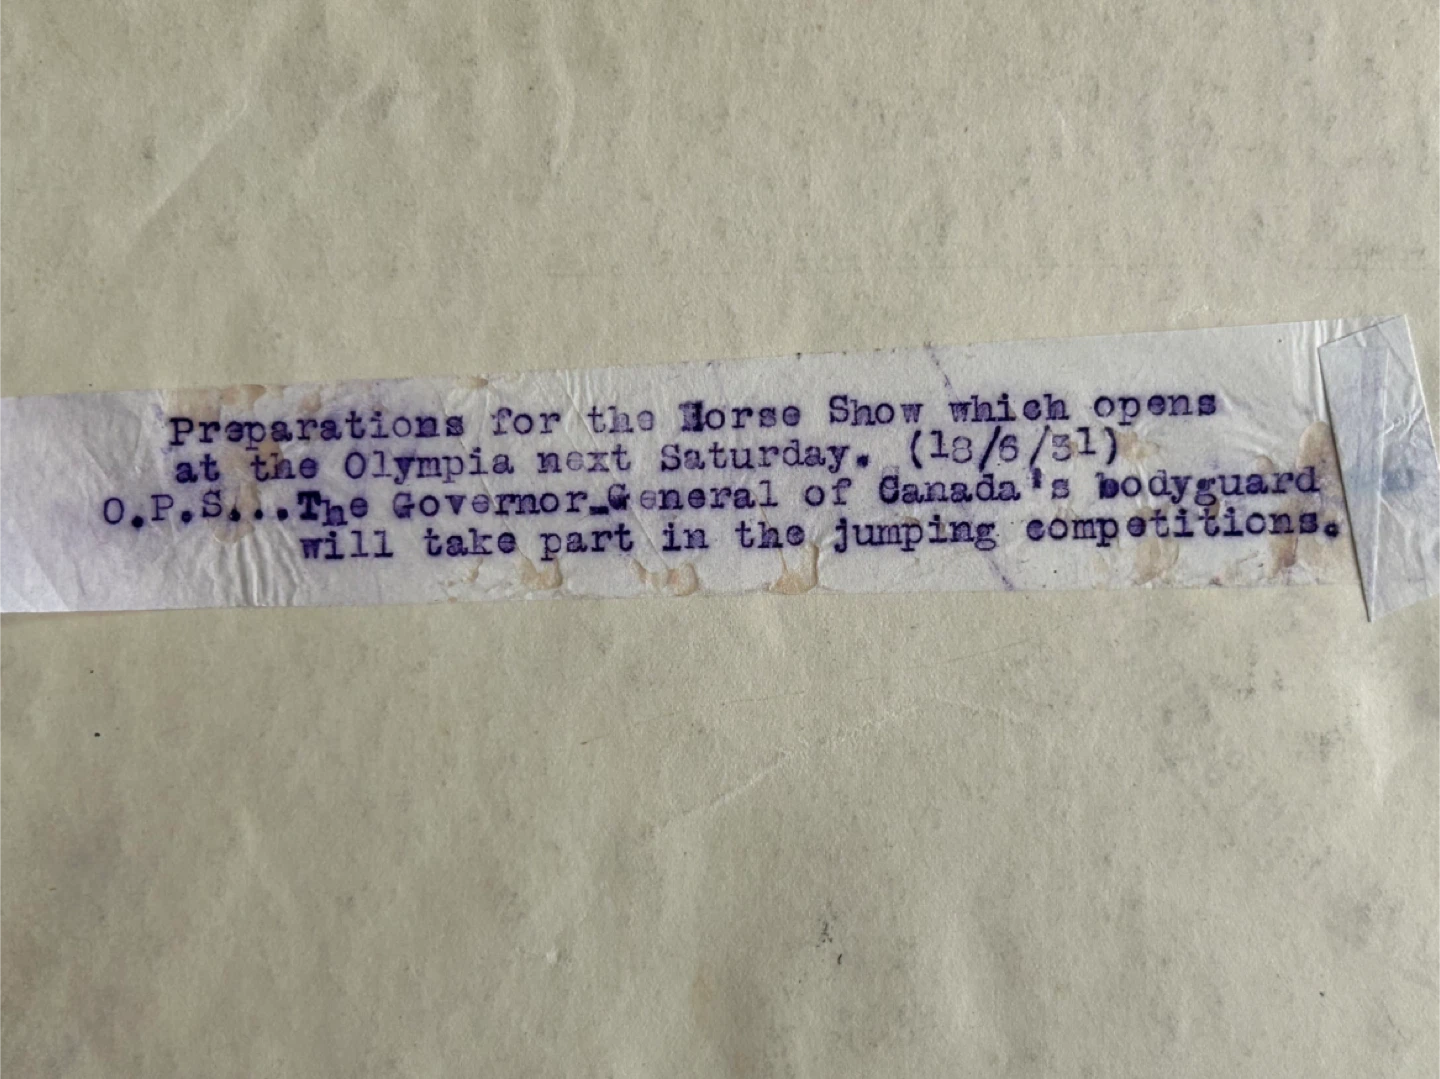 Preparations for the Horse Show which opens
at the Olympia next Saturday. (18/6/31)
O.P.S...The Governor-General of Canada's bodyguard
will take part in the jumping competitions.